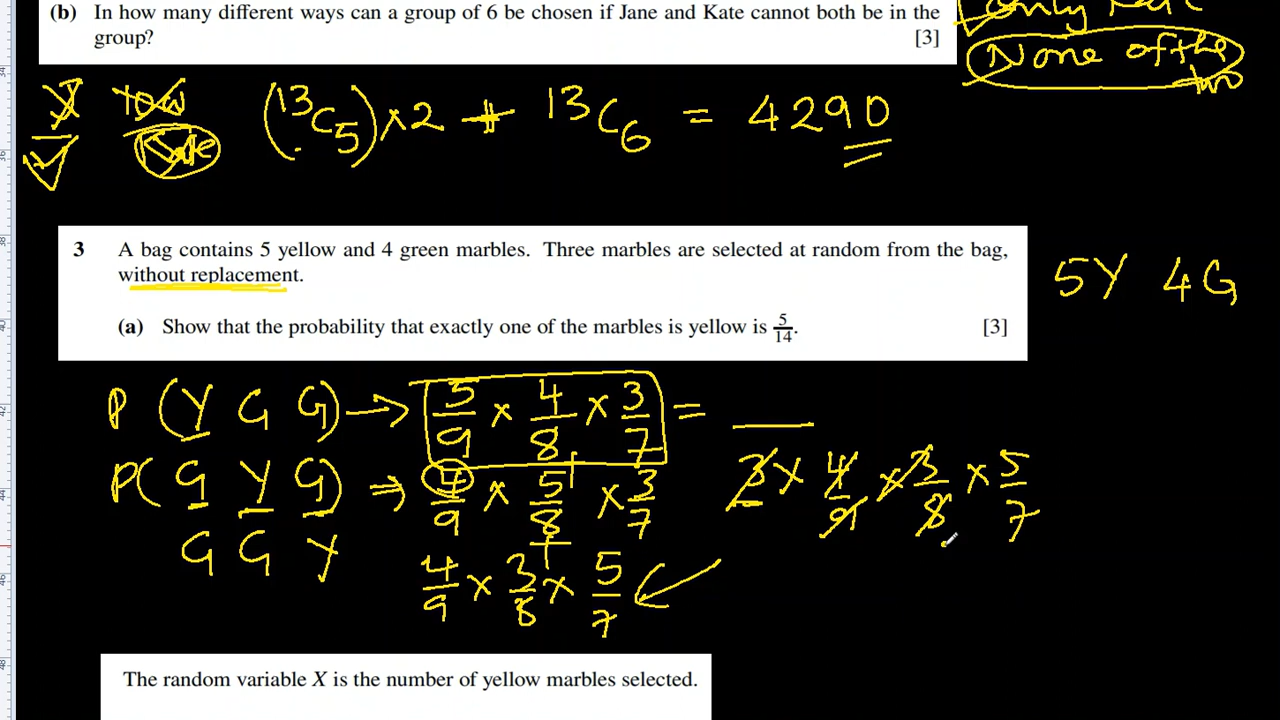 (b) In how many different ways can a group of 6 be chosen if Jane and Kate cannot both be in the
group? [3]
only
None of the
two
(13C5) x 2 + 13C6 = 4290
3 A bag contains 5 yellow and 4 green marbles. Three marbles are selected at random from the bag,
without replacement.
5Y 4G
(a) Show that the probability that exactly one of the marbles is yellow is 5/14. [3]
P (Y G G) → 5/9 × 4/8 × 3/7 =
+
P( G Y G) ⇒ 4/9 × 5/8 × 3/7
3 × 4/9 × 3/8 × 5/7
+
G G Y 4/9 × 3/8 × 5/7
The random variable X is the number of yellow marbles selected.